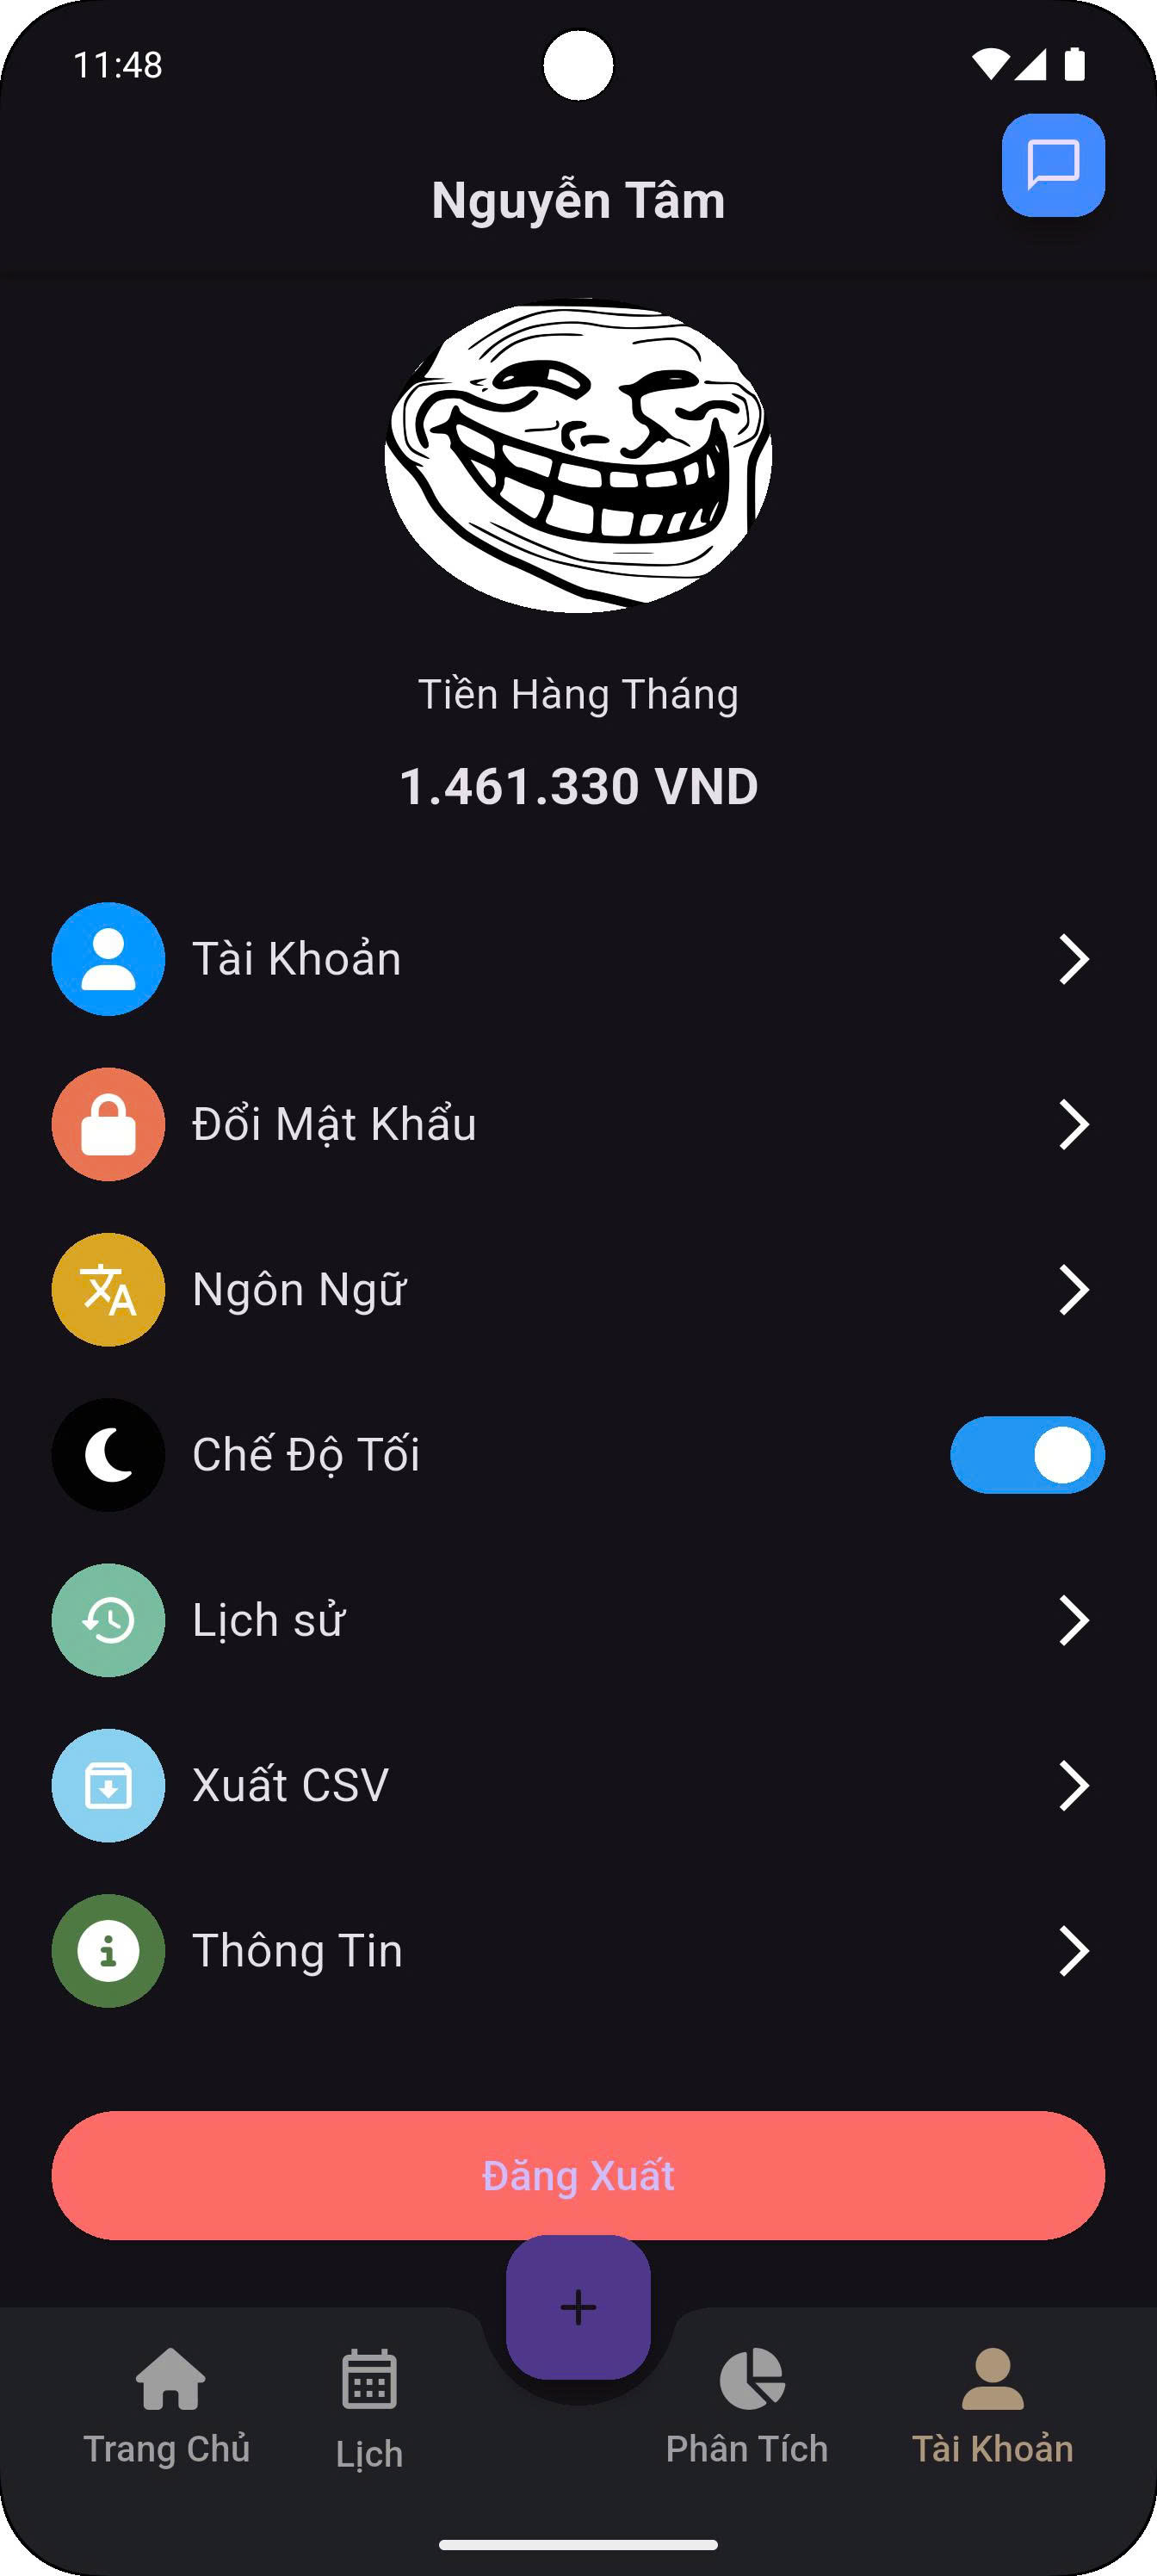 11:48
Nguyễn Tâm
Tiền Hàng Tháng
1.461.330 VND
Tài Khoản
Đổi Mật Khẩu
Ngôn Ngữ
Chế Độ Tối
Lịch sử
Xuất CSV
Thông Tin
Đăng Xuất
Trang Chủ
Lịch
Phân Tích
Tài Khoản